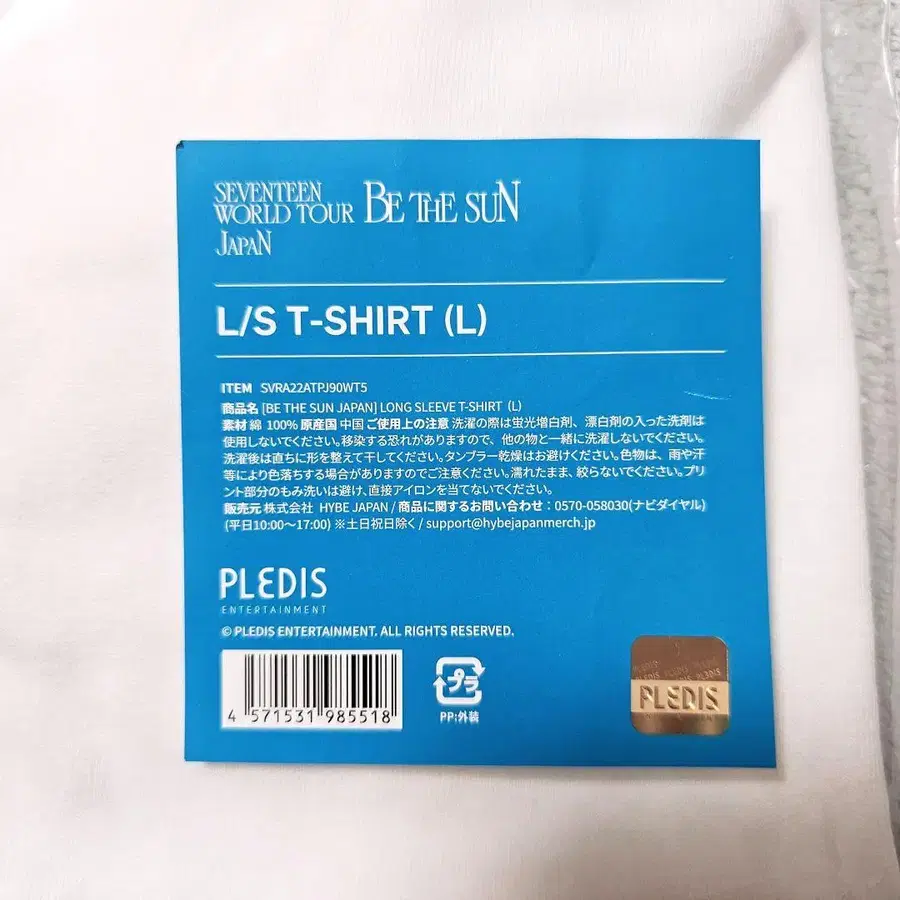 SEVENTEEN
WORLD TOUR BE THE SUN
JAPAN
L/S T-SHIRT (L)
ITEM SVRA22ATPJ90WT5
商品名 [BE THE SUN JAPAN] LONG SLEEVE T-SHIRT (L)
素材 綿 100% 原産国 中国 ご使用上の注意 洗濯の際は蛍光増白剤、漂白剤の入った洗剤は
使用しないでください。移染する恐れがありますので、他の物と一緒に洗濯しないでください。
洗濯後は直ちに形を整えて干してください。タンブラー乾燥はお避けください。色物は、雨や汗
等により色落ちする場合がありますのでご注意ください。濡れたまま、絞らないでください。プリ
ント部分のもみ洗いは避け、直接アイロンを当てないでください。
販売元 株式会社 HYBE JAPAN / 商品に関するお問い合わせ：0570-058030(ナビダイヤル)
(平日10:00〜17:00) ※土日祝日除く / support@hybejapanmerch.jp
PLEDIS
ENTERTAINMENT
© PLEDIS ENTERTAINMENT. ALL RIGHTS RESERVED.
4 571531 985518
プラ
PP:外装
PLEDIS